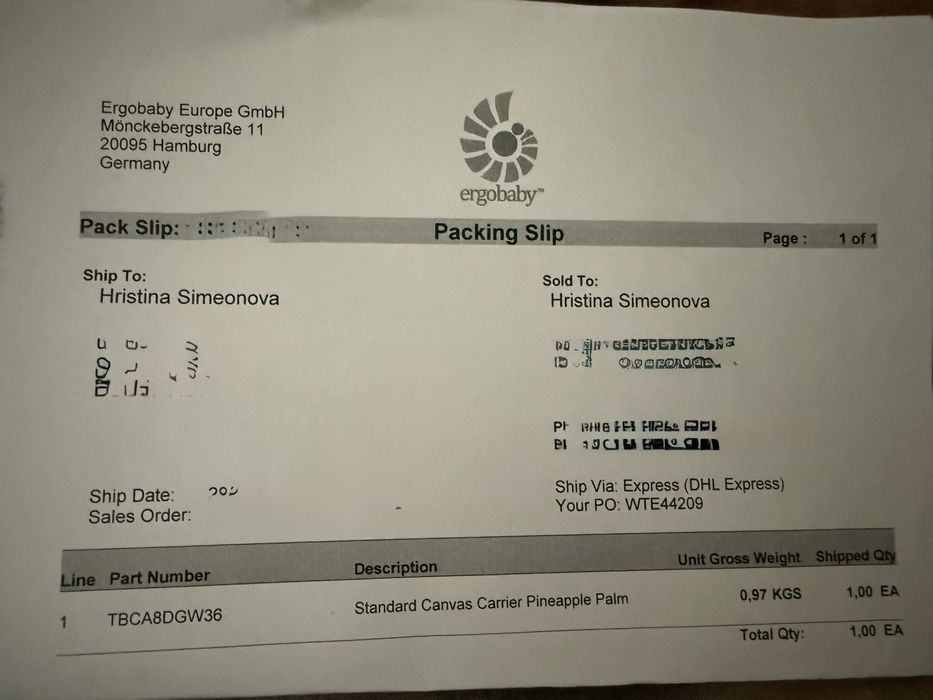 Ergobaby Europe GmbH
Mönckebergstraße 11
20095 Hamburg
Germany
ergobaby™
Pack Slip:
Packing Slip
Page : 1 of 1
Ship To:
Hristina Simeonova
Sold To:
Hristina Simeonova
Ship Date:
Sales Order:
Ship Via: Express (DHL Express)
Your PO: WTE44209
Line Part Number Description Unit Gross Weight Shipped Qty
1 TBCA8DGW36 Standard Canvas Carrier Pineapple Palm 0,97 KGS 1,00 EA
Total Qty: 1,00 EA